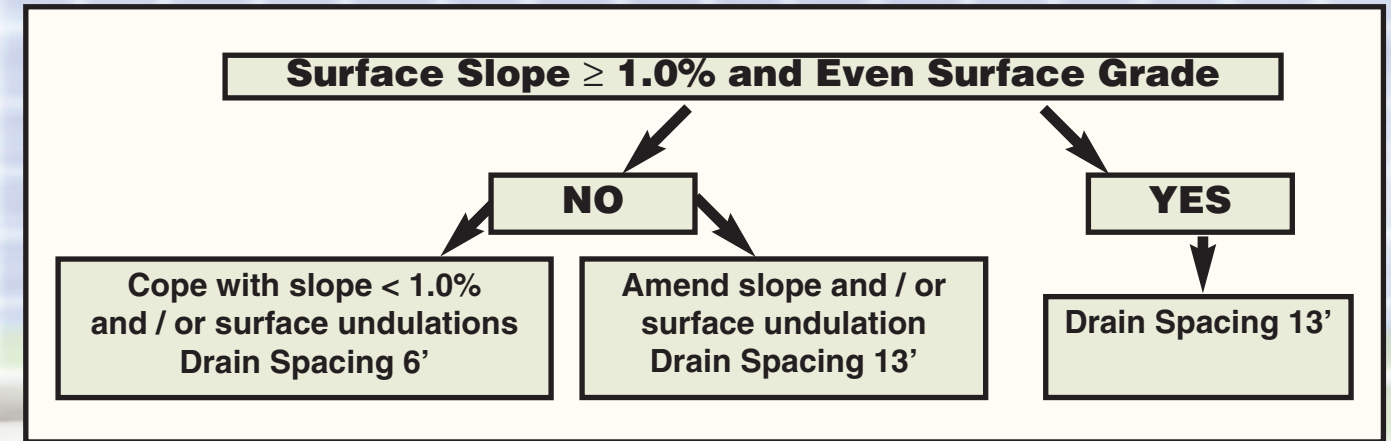 Surface Slope ≥ 1.0% and Even Surface Grade
NO
YES
Cope with slope < 1.0%
and / or surface undulations
Drain Spacing 6’
Amend slope and / or
surface undulation
Drain Spacing 13’
Drain Spacing 13’